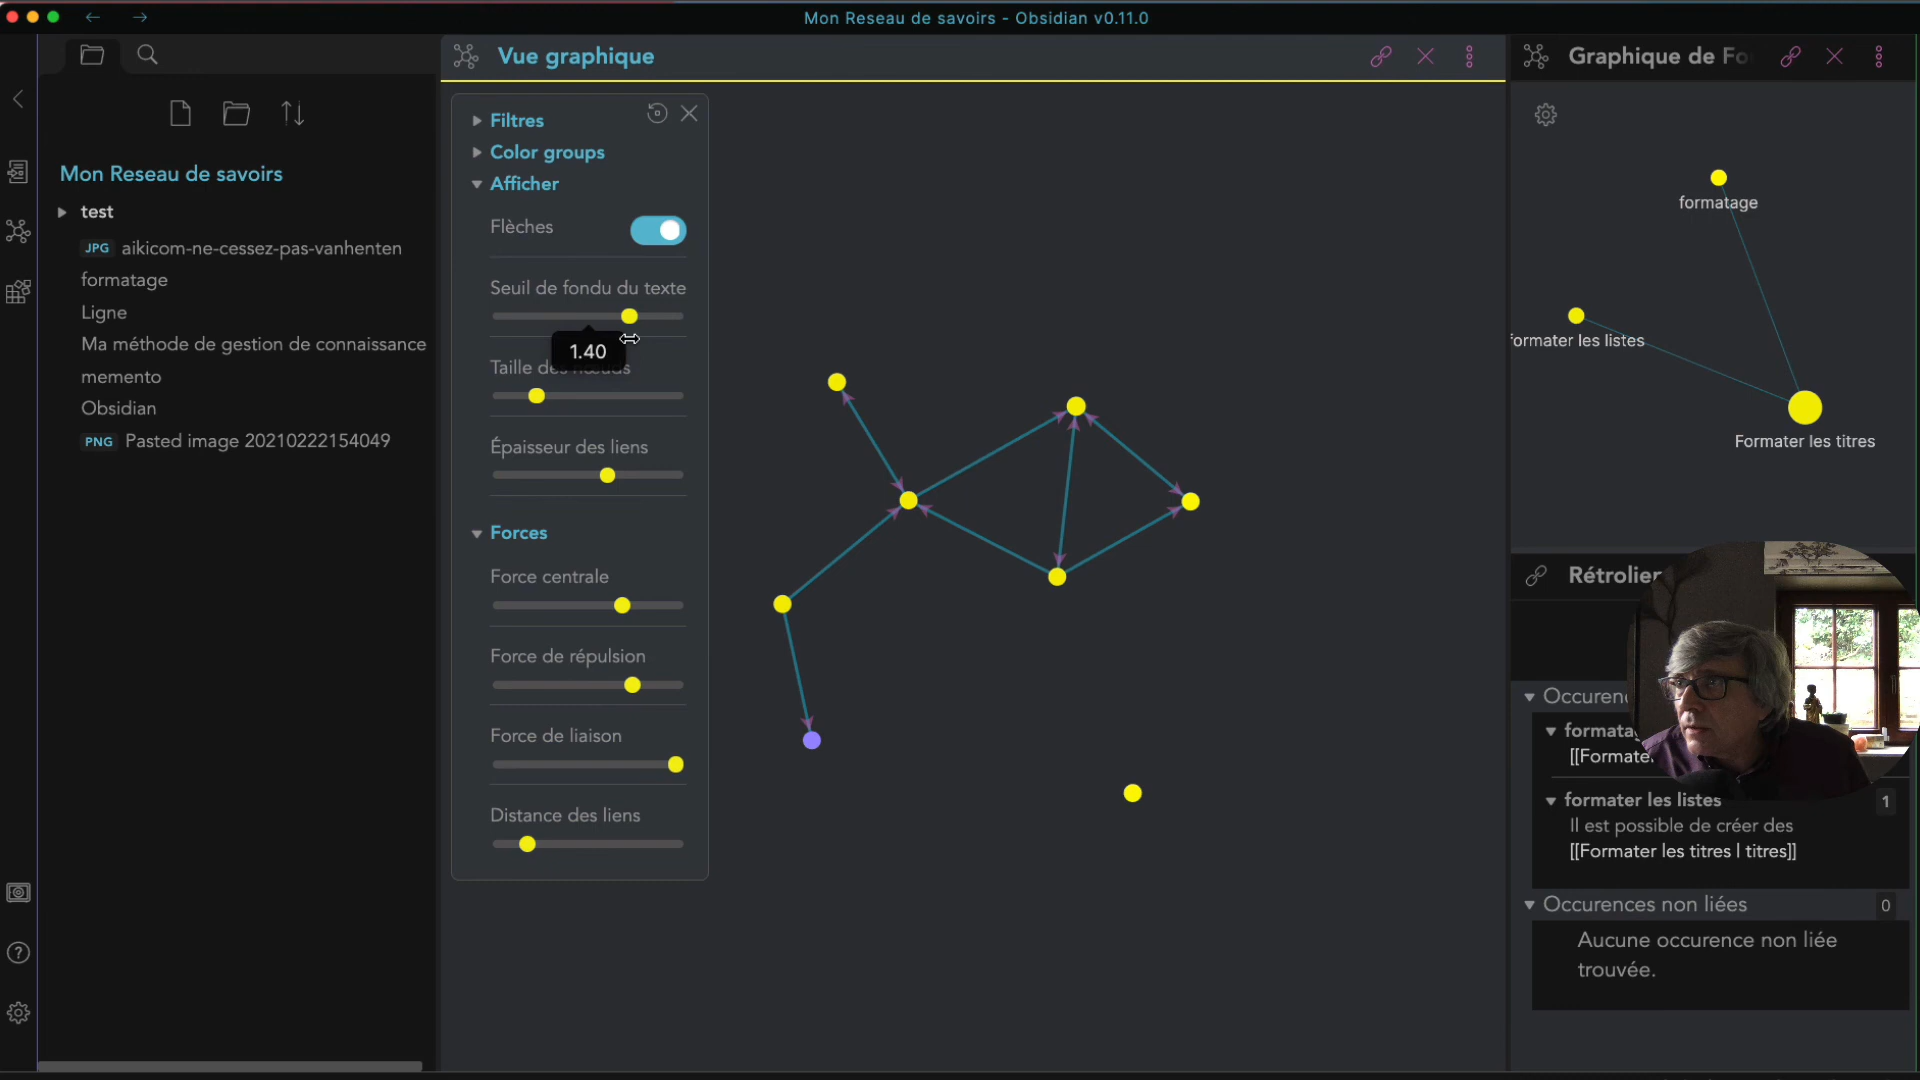 Mon Reseau de savoirs - Obsidian v0.11.0
Mon Reseau de savoirs
test
JPG aikicom-ne-cessez-pas-vanhenten
formatage
Ligne
Ma méthode de gestion de connaissance
memento
Obsidian
PNG Pasted image 20210222154049
Vue graphique
Filtres
Color groups
Afficher
Flèches
Seuil de fondu du texte
1.40
Taille des nœuds
Épaisseur des liens
Forces
Force centrale
Force de répulsion
Force de liaison
Distance des liens
Graphique de Fo
formatage
formater les listes
Formater les titres
Rétrolien
Occurenc
formata
[[Formate
formater les listes 1
Il est possible de créer des
[[Formater les titres | titres]]
Occurences non liées 0
Aucune occurence non liée
trouvée.